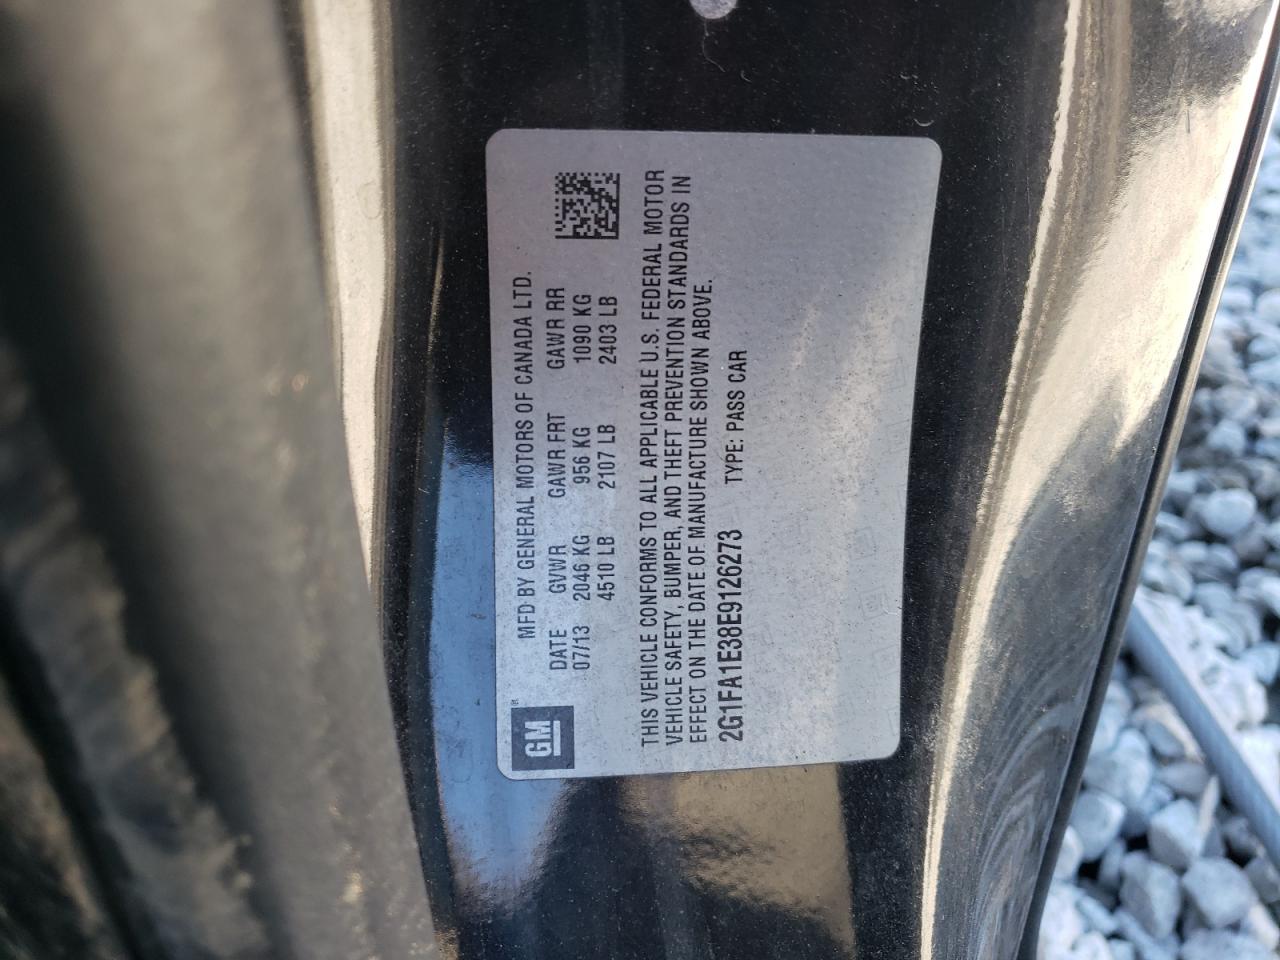 GM
MFD BY GENERAL MOTORS OF CANADA LTD.
DATE GVWR GAWR FRT GAWR RR
07/13 2046 KG 956 KG 1090 KG
4510 LB 2107 LB 2403 LB
THIS VEHICLE CONFORMS TO ALL APPLICABLE U.S. FEDERAL MOTOR
VEHICLE SAFETY, BUMPER, AND THEFT PREVENTION STANDARDS IN
EFFECT ON THE DATE OF MANUFACTURE SHOWN ABOVE.
2G1FA1E38E9126273 TYPE: PASS CAR